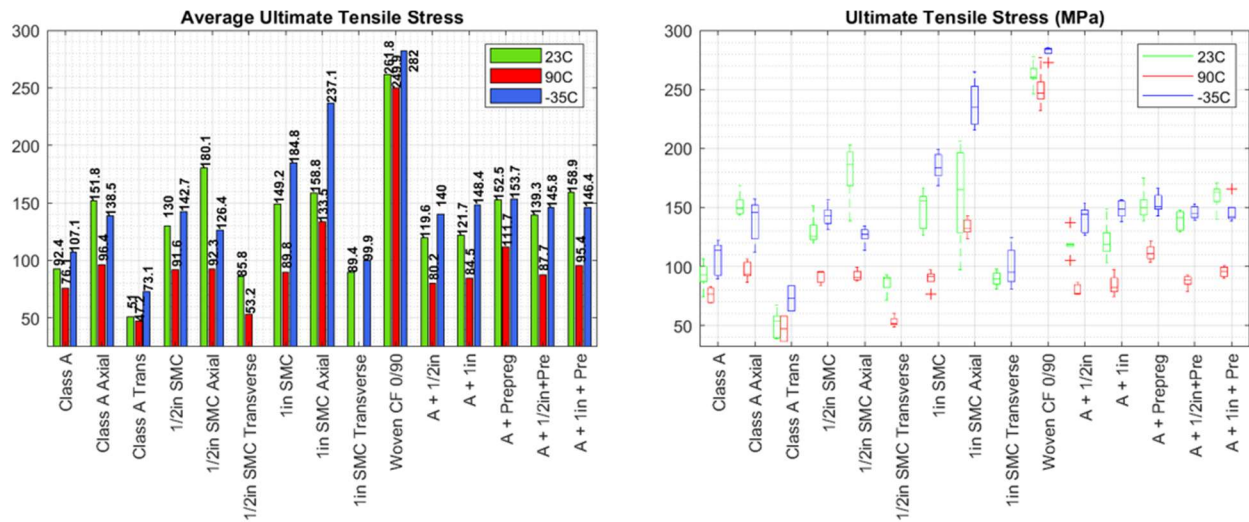 Average Ultimate Tensile Stress
300
250
200
150
100
50
23C
90C
-35C
92.4
76.1
107.1
151.8
96.4
138.5
51
47.2
73.1
130
91.6
142.7
180.1
92.3
126.4
85.8
53.2
149.2
89.8
184.8
158.8
133.5
237.1
89.4
99.9
261.8
249.9
282
119.6
80.2
140
121.7
84.5
148.4
152.5
111.7
153.7
139.3
87.7
145.8
158.9
95.4
146.4
Class A
Class A Axial
Class A Trans
1/2in SMC
1/2in SMC Axial
1/2in SMC Transverse
1in SMC
1in SMC Axial
1in SMC Transverse
Woven CF 0/90
A + 1/2in
A + 1in
A + Prepreg
A + 1/2in+Pre
A + 1in + Pre
Ultimate Tensile Stress (MPa)
300
250
200
150
100
50
23C
90C
-35C
Class A
Class A Axial
Class A Trans
1/2in SMC
1/2in SMC Axial
1/2in SMC Transverse
1in SMC
1in SMC Axial
1in SMC Transverse
Woven CF 0/90
A + 1/2in
A + 1in
A + Prepreg
A + 1/2in+Pre
A + 1in + Pre